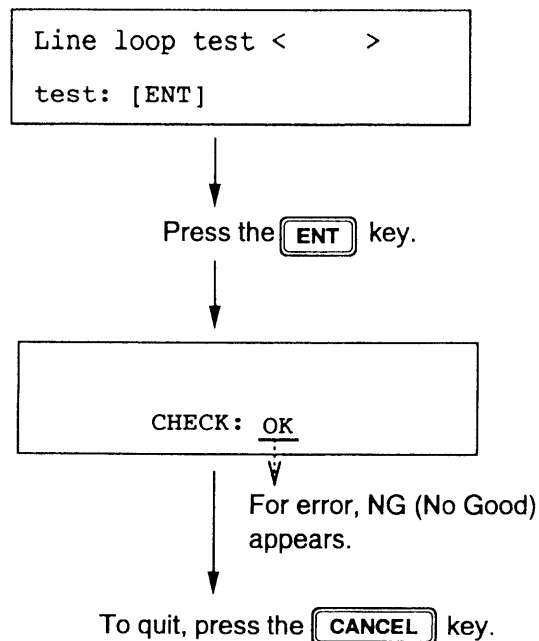 Line loop test <      >
test: [ENT]
Press the ENT key.
CHECK: OK
For error, NG (No Good)
appears.
To quit, press the CANCEL key.